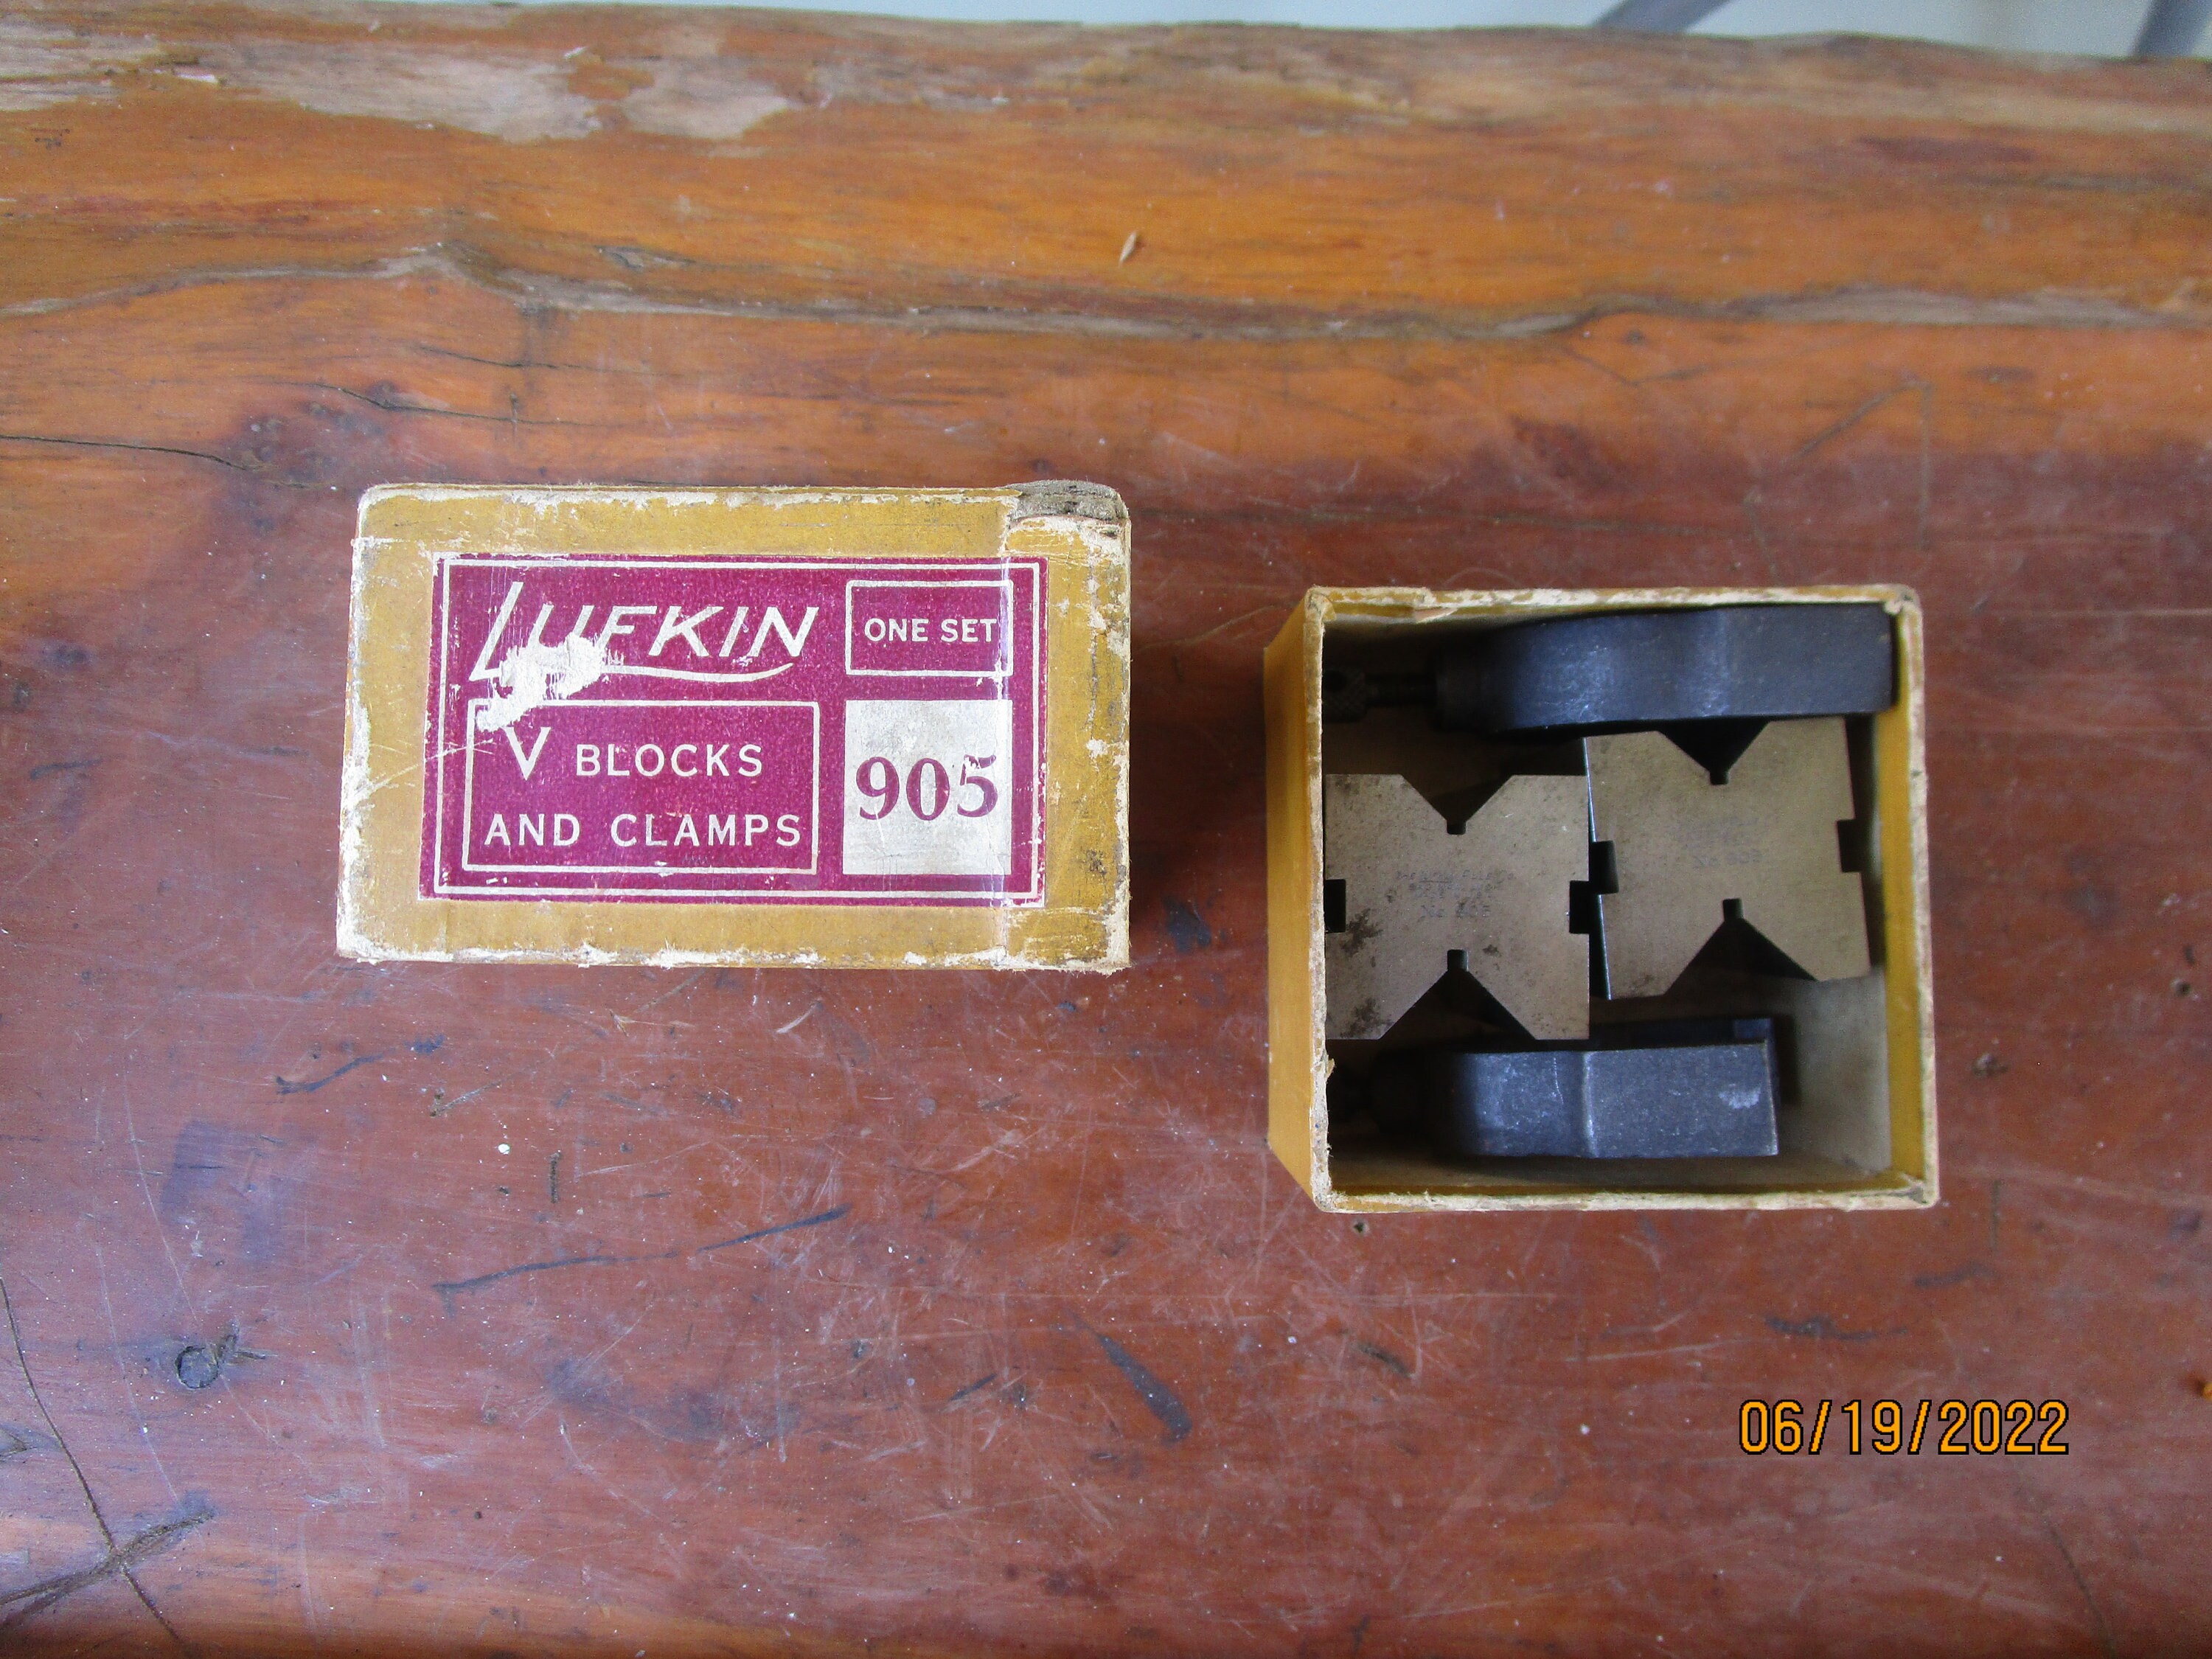 LUFKIN
ONE SET
V BLOCKS
AND CLAMPS
905
06/19/2022